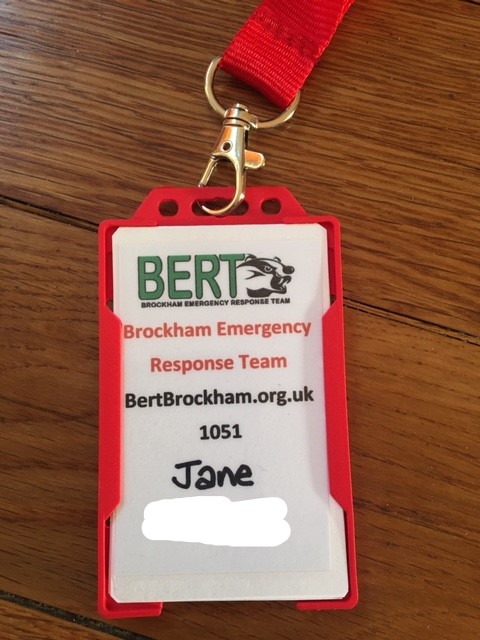 BERT
BROCKHAM EMERGENCY RESPONSE TEAM
Brockham Emergency
Response Team
BertBrockham.org.uk
1051
Jane